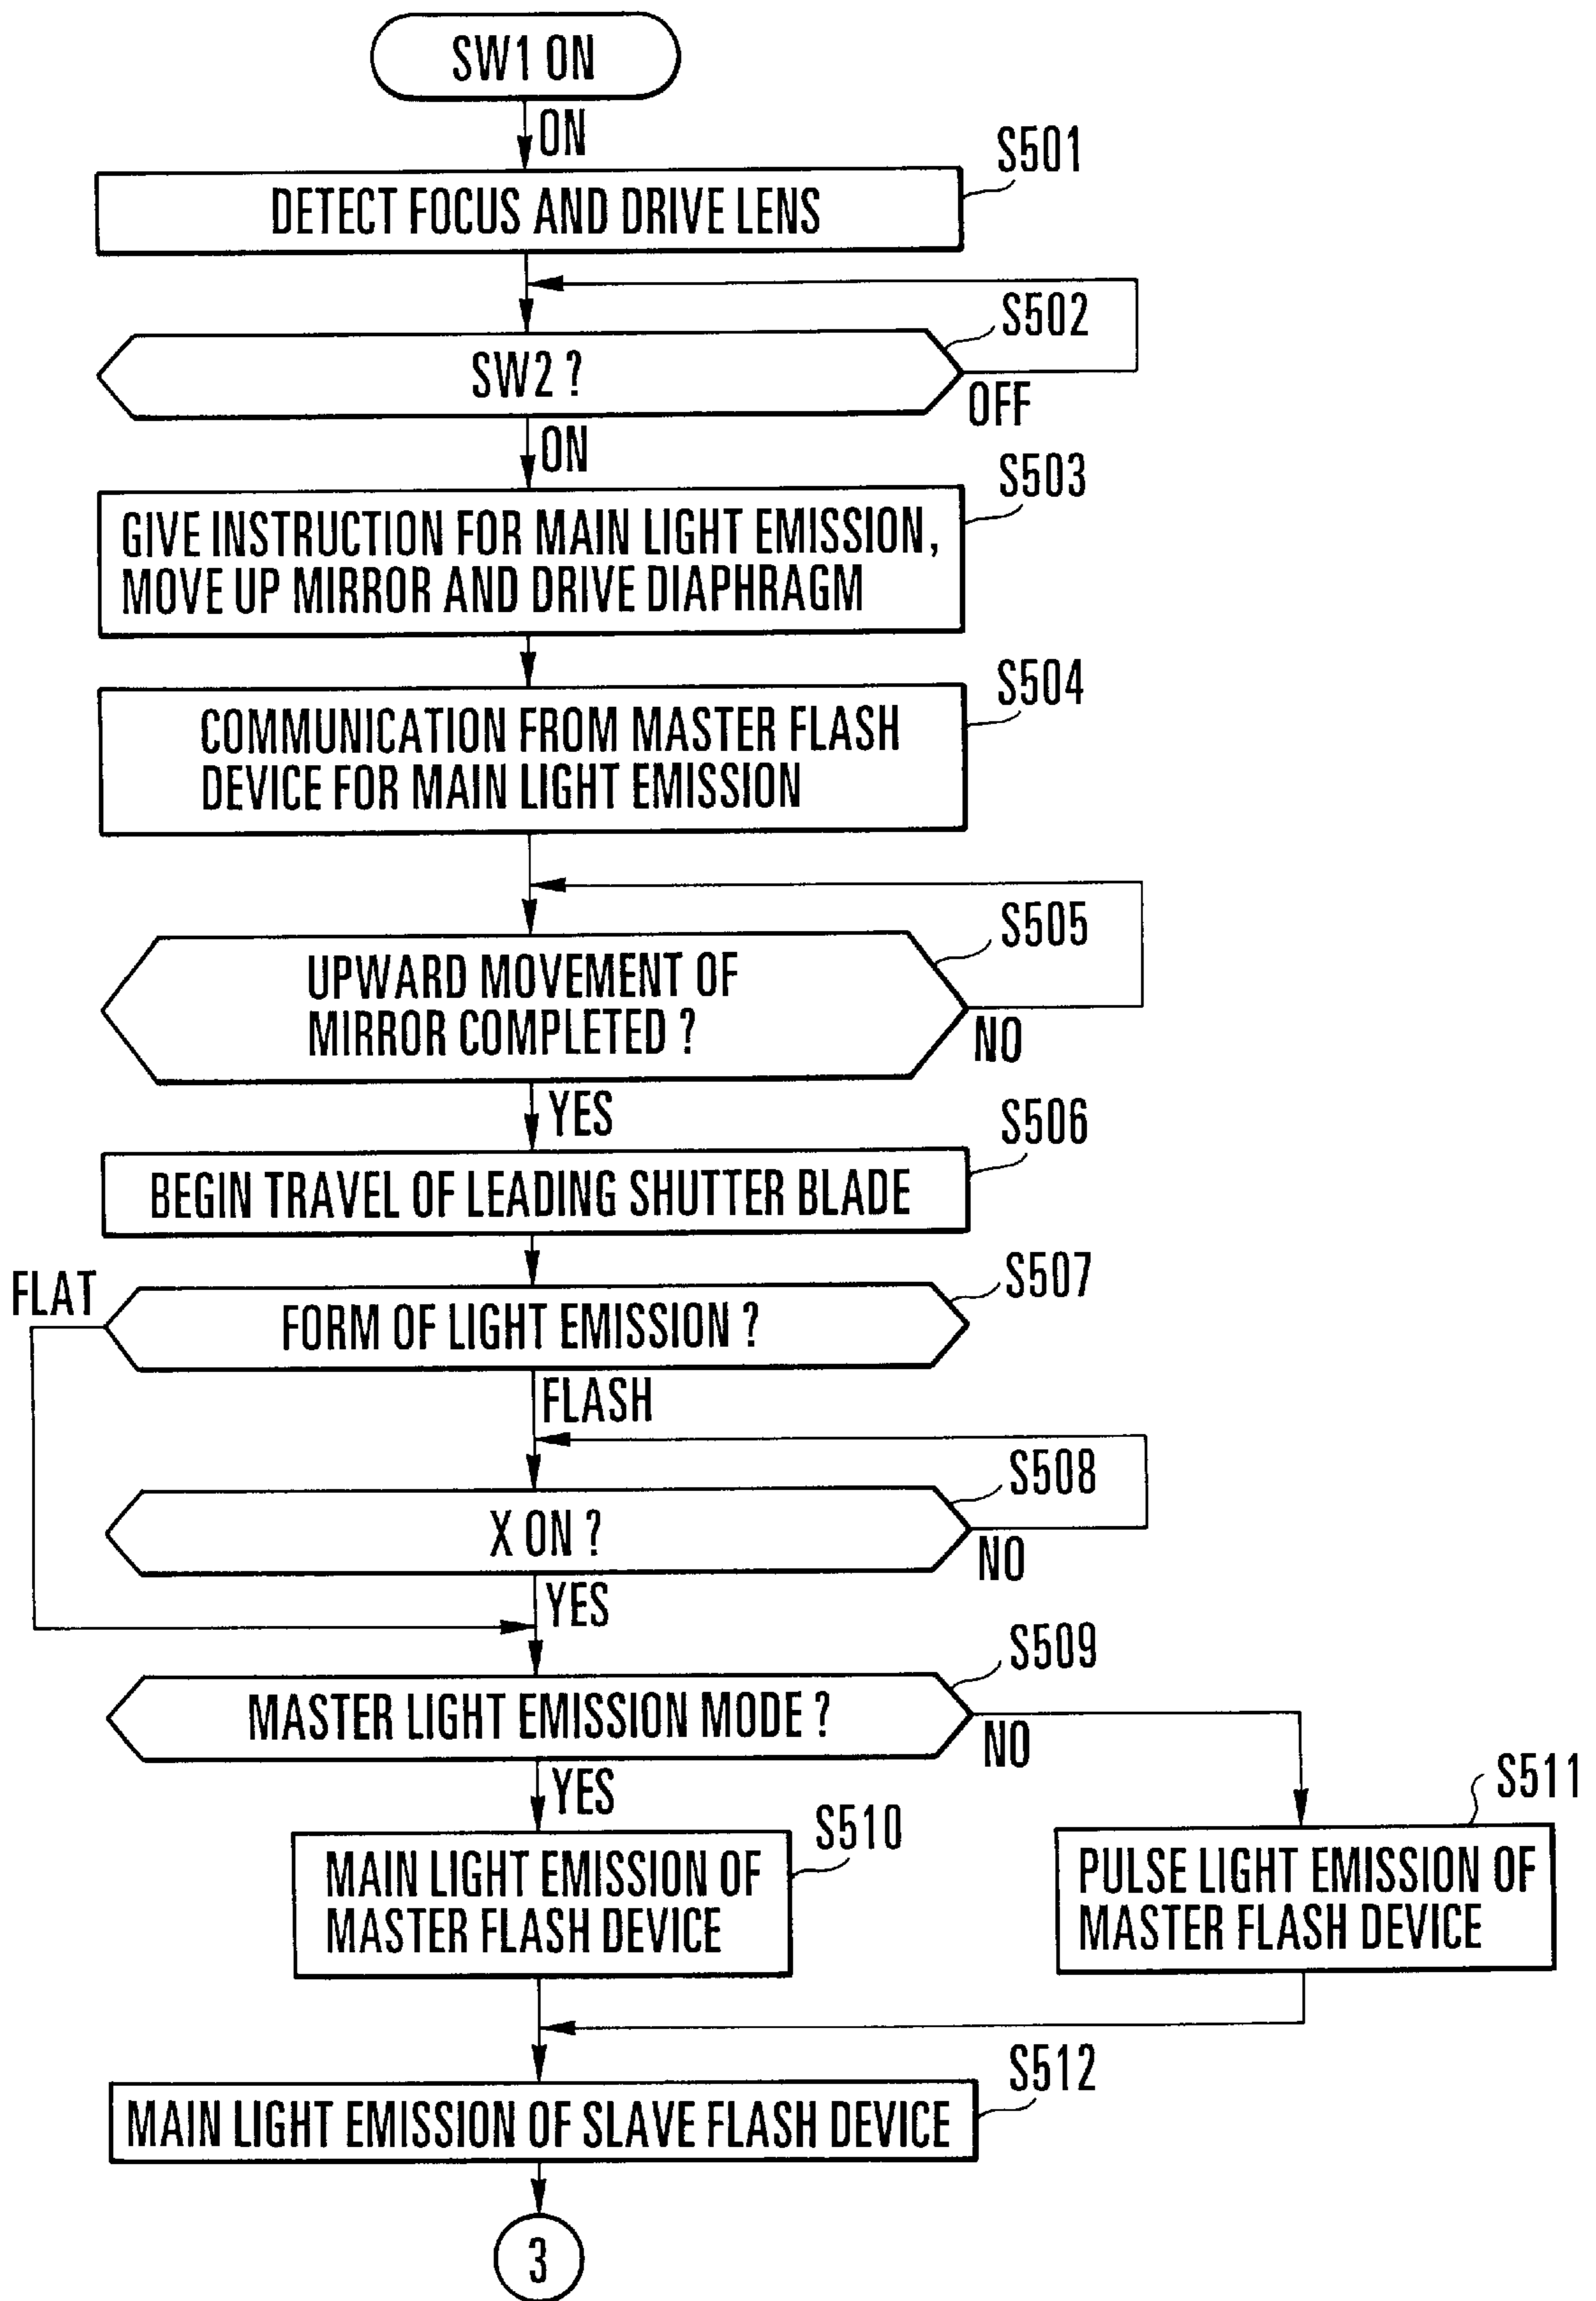 SW1 ON
ON
S501
DETECT FOCUS AND DRIVE LENS
S502
SW2 ?
OFF
ON
S503
GIVE INSTRUCTION FOR MAIN LIGHT EMISSION,
MOVE UP MIRROR AND DRIVE DIAPHRAGM
S504
COMMUNICATION FROM MASTER FLASH
DEVICE FOR MAIN LIGHT EMISSION
S505
UPWARD MOVEMENT OF
MIRROR COMPLETED ?
NO
YES
S506
BEGIN TRAVEL OF LEADING SHUTTER BLADE
S507
FLAT
FORM OF LIGHT EMISSION ?
FLASH
S508
X ON ?
NO
YES
S509
MASTER LIGHT EMISSION MODE ?
NO
YES
S511
S510
MAIN LIGHT EMISSION OF
MASTER FLASH DEVICE
PULSE LIGHT EMISSION OF
MASTER FLASH DEVICE
S512
MAIN LIGHT EMISSION OF SLAVE FLASH DEVICE
3